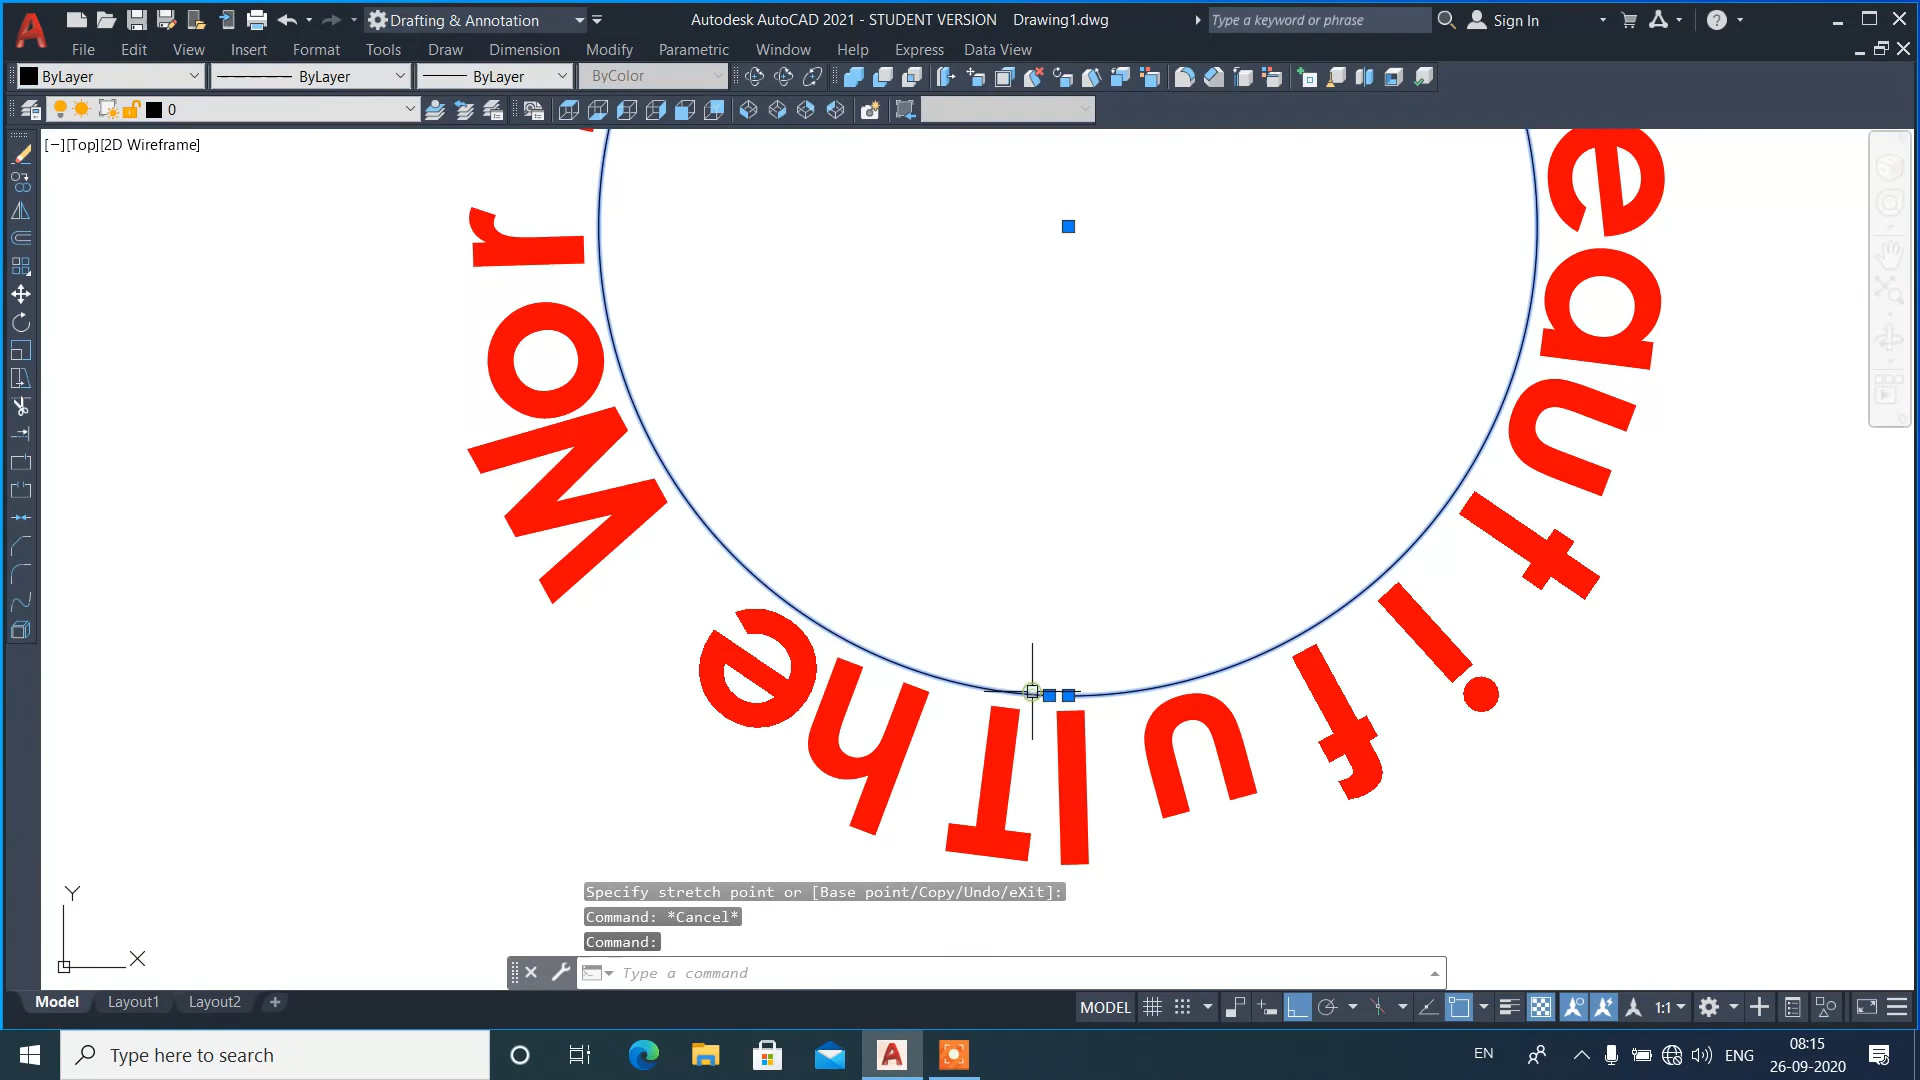 Drafting & Annotation
Autodesk AutoCAD 2021 - STUDENT VERSION Drawing1.dwg
Type a keyword or phrase
Sign In
File Edit View Insert Format Tools Draw Dimension Modify Parametric Window Help Express Data View
ByLayer ByLayer ByLayer ByColor
0
[−][Top][2D Wireframe]
The Wor
eautiful
Specify stretch point or [Base point/Copy/Undo/eXit]:
Command: *Cancel*
Command:
Type a command
Y
X
Model Layout1 Layout2
MODEL 1:1
Type here to search
EN
ENG
08:15
26-09-2020